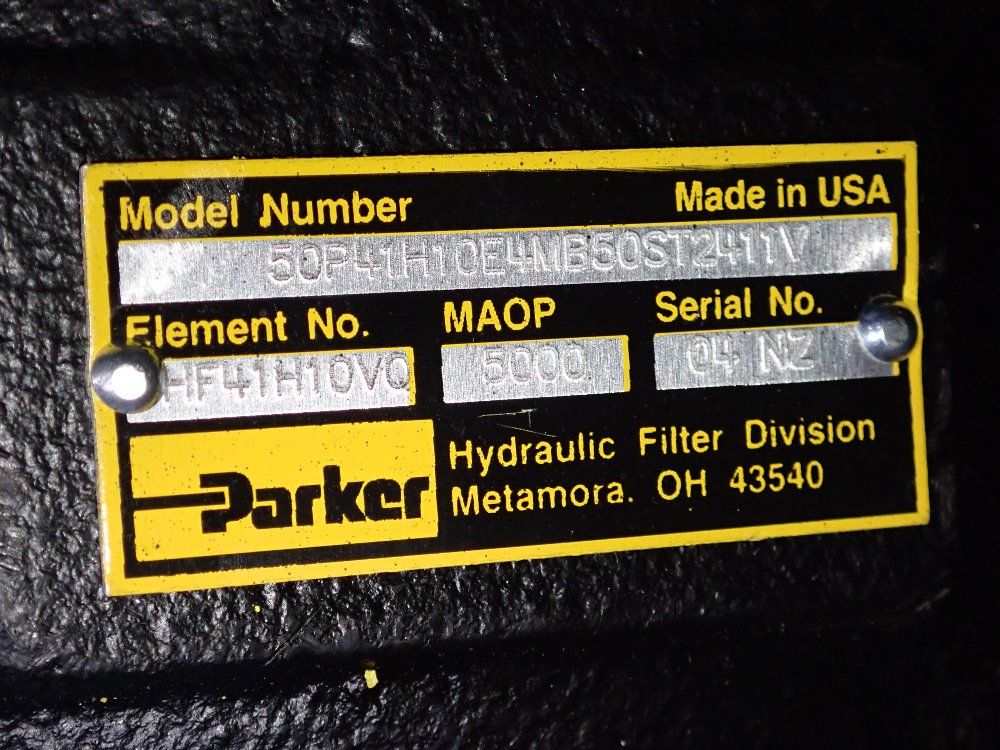 Model Number Made in USA
50P41H10E4MB50ST2411V
Element No. MAOP Serial No.
HF41H10VQ 5000 04 NZ
Parker
Hydraulic Filter Division
Metamora. OH 43540